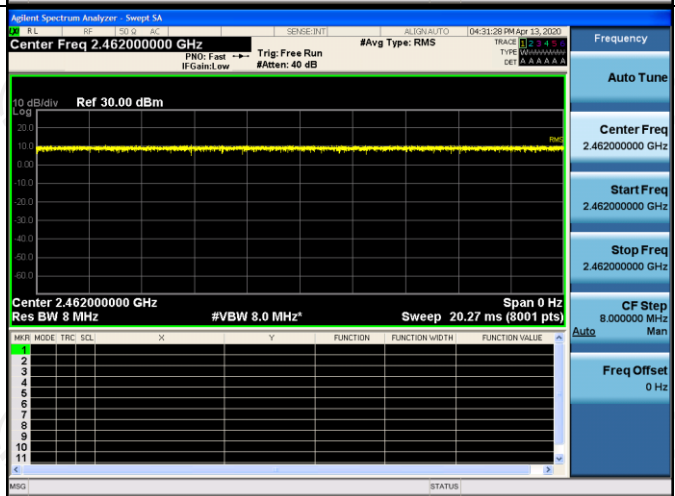 Agilent Spectrum Analyzer - Swept SA
RL RF 50 Ω AC SENSE:INT ALIGNAUTO 04:31:28 PM Apr 13, 2020
Center Freq 2.462000000 GHz #Avg Type: RMS TRACE 1 2 3 4 5 6
PNO: Fast Trig: Free Run TYPE WWWWWW
IFGain:Low #Atten: 40 dB DET A A A A A A
Frequency
Auto Tune
10 dB/div Ref 30.00 dBm
Log
20.0
10.0
RMS
0.00
-10.0
-20.0
-30.0
-40.0
-50.0
-60.0
Center Freq
2.462000000 GHz
Start Freq
2.462000000 GHz
Stop Freq
2.462000000 GHz
Center 2.462000000 GHz Span 0 Hz
Res BW 8 MHz #VBW 8.0 MHz* Sweep 20.27 ms (8001 pts)
CF Step
8.000000 MHz
Auto Man
MKR MODE TRC SCL X Y FUNCTION FUNCTION WIDTH FUNCTION VALUE
1
2
3
4
5
6
7
8
9
10
11
Freq Offset
0 Hz
MSG STATUS